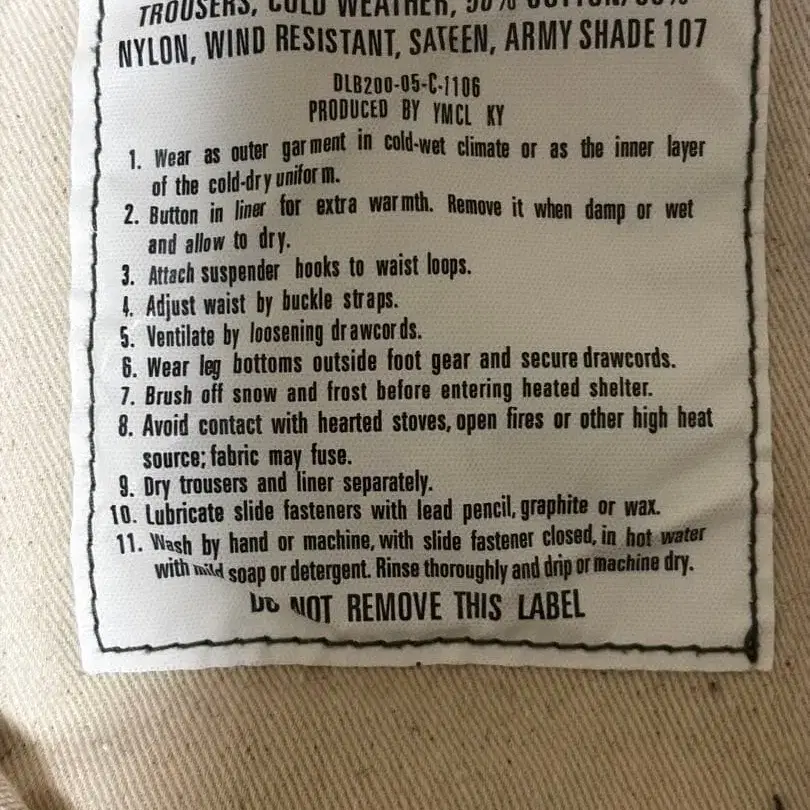 TROUSERS, COLD WEATHER, 50% COTTON/50%
NYLON, WIND RESISTANT, SATEEN, ARMY SHADE 107
DLB200-05-C-1106
PRODUCED BY YMCL KY
1. Wear as outer garment in cold-wet climate or as the inner layer
of the cold-dry uniform.
2. Button in liner for extra warmth. Remove it when damp or wet
and allow to dry.
3. Attach suspender hooks to waist loops.
4. Adjust waist by buckle straps.
5. Ventilate by loosening drawcords.
6. Wear leg bottoms outside foot gear and secure drawcords.
7. Brush off snow and frost before entering heated shelter.
8. Avoid contact with hearted stoves, open fires or other high heat
source; fabric may fuse.
9. Dry trousers and liner separately.
10. Lubricate slide fasteners with lead pencil, graphite or wax.
11. Wash by hand or machine, with slide fastener closed, in hot water
with mild soap or detergent. Rinse thoroughly and drip or machine dry.
DO NOT REMOVE THIS LABEL